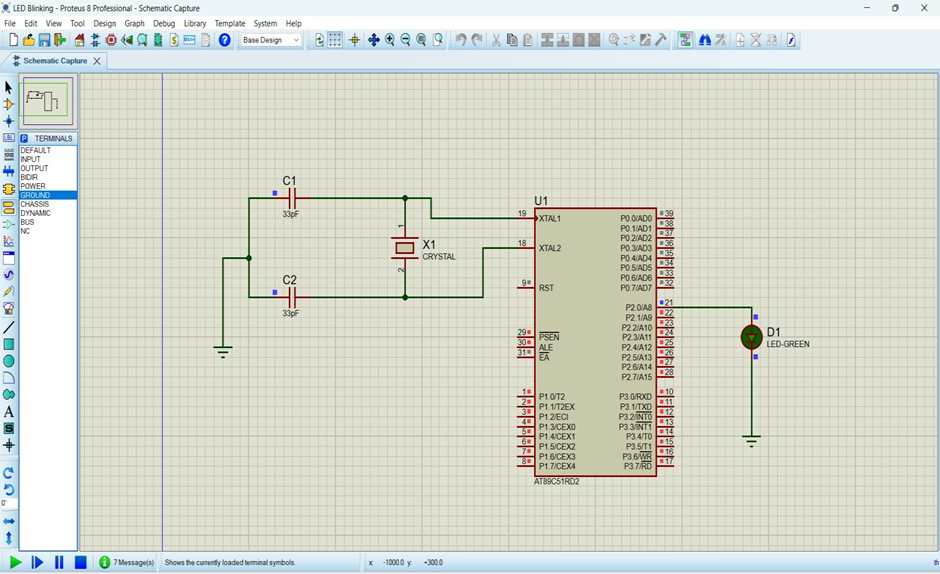 LED Blinking - Proteus 8 Professional - Schematic Capture
File Edit View Tool Design Graph Debug Library Template System Help
Base Design
Schematic Capture
TERMINALS
DEFAULT
INPUT
OUTPUT
BIDIR
POWER
GROUND
CHASSIS
DYNAMIC
BUS
NC
C1
33pF
X1
CRYSTAL
1
2
C2
33pF
U1
19 XTAL1
18 XTAL2
9 RST
29 PSEN
30 ALE
31 EA
1 P1.0/T2
2 P1.1/T2EX
3 P1.2/ECI
4 P1.3/CEX0
5 P1.4/CEX1
6 P1.5/CEX2
7 P1.6/CEX3
8 P1.7/CEX4
P0.0/AD0 39
P0.1/AD1 38
P0.2/AD2 37
P0.3/AD3 36
P0.4/AD4 35
P0.5/AD5 34
P0.6/AD6 33
P0.7/AD7 32
P2.0/A8 21
P2.1/A9 22
P2.2/A10 23
P2.3/A11 24
P2.4/A12 25
P2.5/A13 26
P2.6/A14 27
P2.7/A15 28
P3.0/RXD 10
P3.1/TXD 11
P3.2/INT0 12
P3.3/INT1 13
P3.4/T0 14
P3.5/T1 15
P3.6/WR 16
P3.7/RD 17
AT89C51RD2
D1
LED-GREEN
7 Message(s) Shows the currently loaded terminal symbols. x: -1000.0 y: +300.0 th